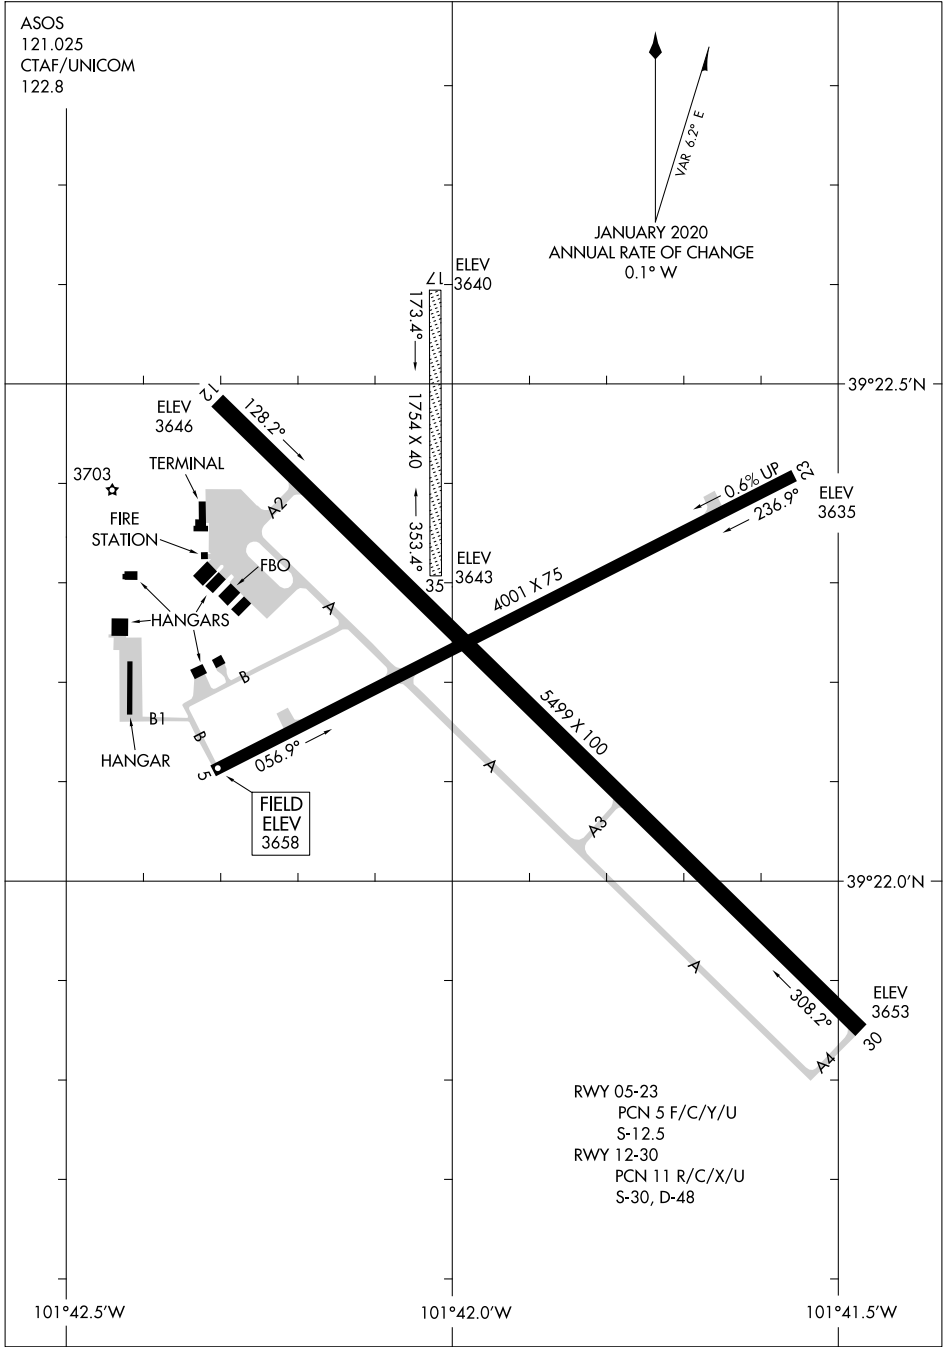 ASOS
121.025
CTAF/UNICOM
122.8
VAR 6.2° E
JANUARY 2020
ANNUAL RATE OF CHANGE
0.1° W
ELEV
3640
17
173.4°
1754 X 40
353.4°
35
ELEV
3643
39°22.5'N
12
ELEV
3646
128.2°
3703
TERMINAL
A2
FIRE
STATION
FBO
HANGARS
A
B
B1
B
HANGAR
5
056.9°
FIELD
ELEV
3658
4001 X 75
0.6% UP
236.9°
23
ELEV
3635
5499 X 100
A
A3
39°22.0'N
A
308.2°
ELEV
3653
30
A4
RWY 05-23
PCN 5 F/C/Y/U
S-12.5
RWY 12-30
PCN 11 R/C/X/U
S-30, D-48
101°42.5'W
101°42.0'W
101°41.5'W